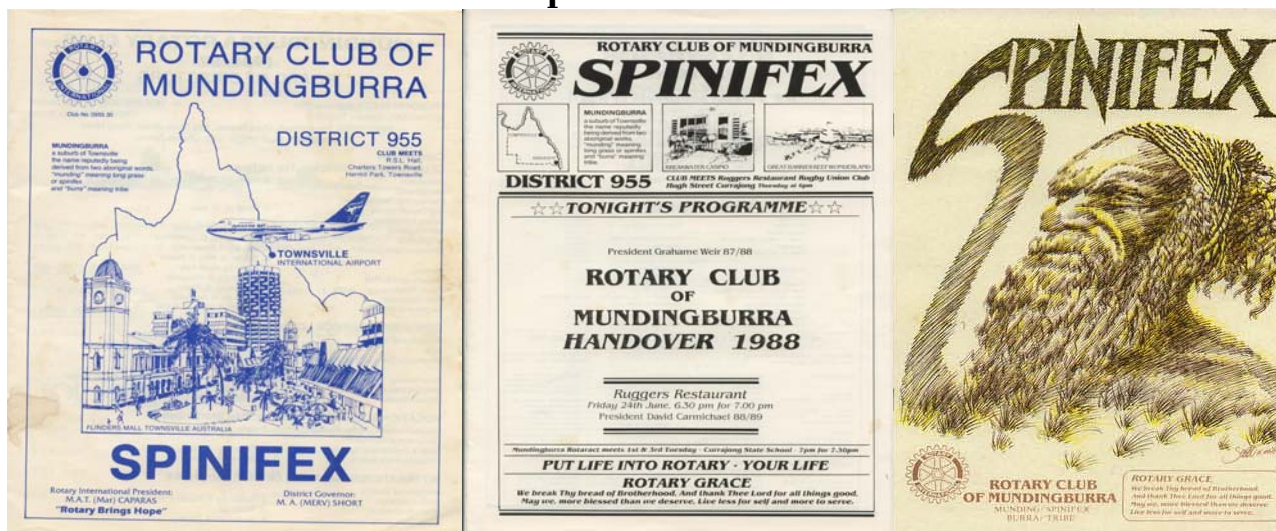 ROTARY CLUB OF
MUNDINGBURRA
ROTARY
INTERNATIONAL
DISTRICT 955
CLUB MEETS
R.S.L. Hall,
Charters Towers Road,
Hermit Park, Townsville
MUNDINGBURRA
a suburb of Townsville
the name reputedly being
derived from two
aboriginal words,
"munding" meaning
long grass or spinifex
and "burra" meaning
tribe
TOWNSVILLE
INTERNATIONAL AIRPORT
FLINDERS MALL TOWNSVILLE AUSTRALIA
SPINIFEX
Rotary International President:
M.A.T. (Mat) CAPARAS
"Rotary Brings Hope"
District Governor:
M. A. (MERV) SHORT
ROTARY CLUB OF MUNDINGBURRA
SPINIFEX
MUNDINGBURRA
a suburb of Townsville
the name reputedly being
derived from two
aboriginal words,
"munding" meaning
long grass or spinifex
and "burra" meaning
tribe
BREAKWATER CASINO
GREAT BARRIER REEF WONDERLAND
DISTRICT 955
CLUB MEETS Ruggers Restaurant Rugby Union Club
Hugh Street Currajong Thursday at 6pm
☆☆TONIGHT'S PROGRAMME☆☆
President Grahame Weir 87/88
ROTARY CLUB
OF
MUNDINGBURRA
HANDOVER 1988
Ruggers Restaurant
Friday 24th June, 6.30 pm for 7.00 pm
President David Carmichael 88/89
Mundingburra Rotaract meets 1st & 3rd Tuesday - Currajong State School - 7pm for 7.30pm
PUT LIFE INTO ROTARY - YOUR LIFE
ROTARY GRACE
We break Thy bread of Brotherhood, And thank Thee Lord for all things good.
May we, more blessed than we deserve, Live less for self and more to serve.
SPINIFEX
ROTARY CLUB
OF MUNDINGBURRA
MUNDING/ SPINIFEX
BURRA/ TRIBE
ROTARY GRACE
We break Thy bread of Brotherhood
And thank Thee Lord for all things good.
May we, more blessed than we deserve
Live less for self and more to serve.